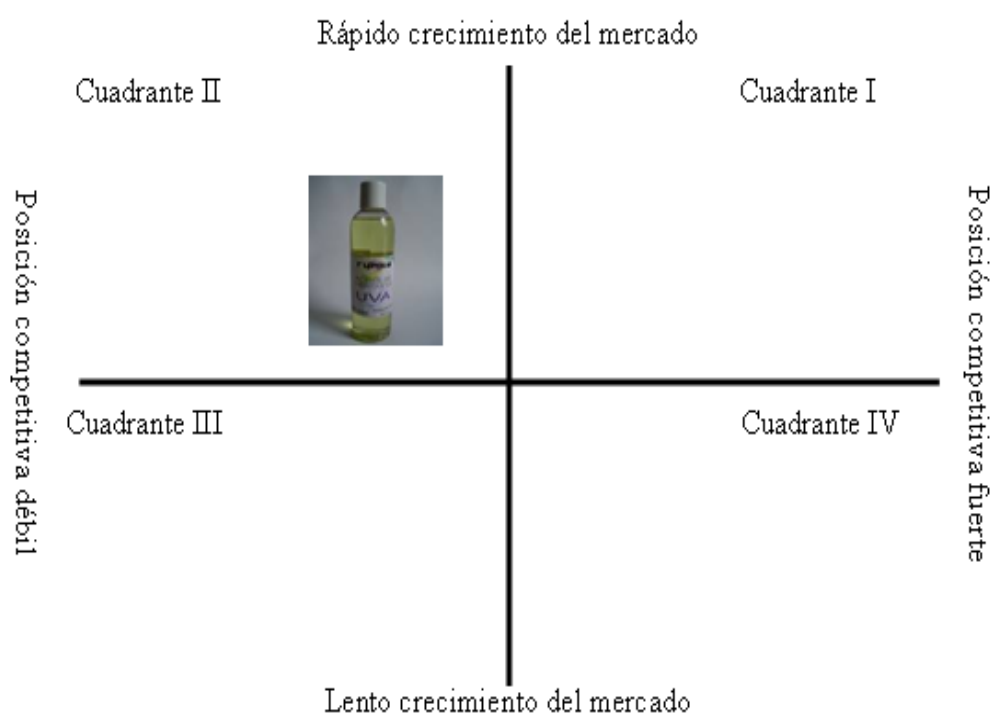 Rápido crecimiento del mercado
Cuadrante II
Cuadrante I
Posición competitiva débil
Posición competitiva fuerte
UVA
Cuadrante III
Cuadrante IV
Lento crecimiento del mercado